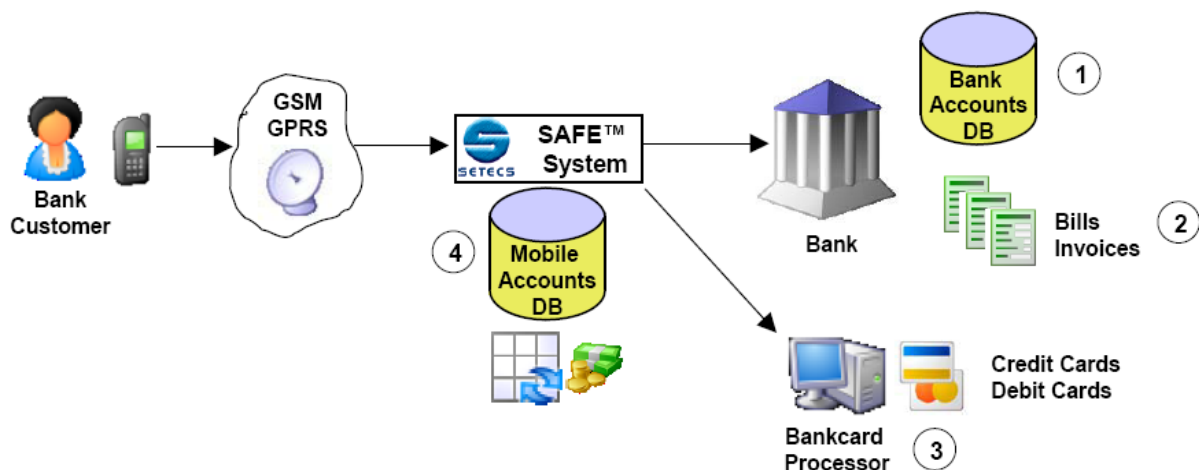 Bank
Customer
GSM
GPRS
SETECS
SAFE™
System
4
Mobile
Accounts
DB
Bank
Bank
Accounts
DB
1
Bills
Invoices
2
Credit Cards
Debit Cards
Bankcard
Processor
3